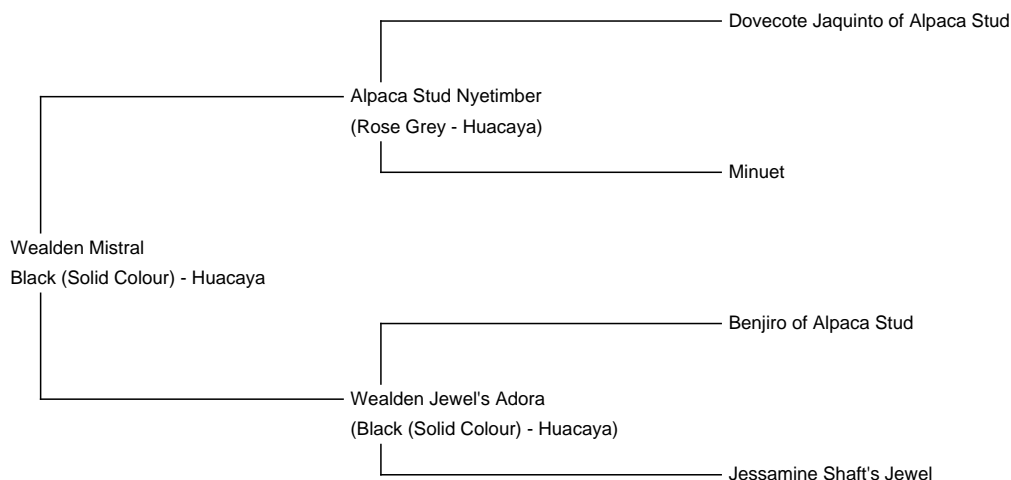 Dovecote Jaquinto of Alpaca Stud
Alpaca Stud Nyetimber
(Rose Grey - Huacaya)
Minuet
Wealden Mistral
Black (Solid Colour) - Huacaya
Benjiro of Alpaca Stud
Wealden Jewel's Adora
(Black (Solid Colour) - Huacaya)
Jessamine Shaft's Jewel